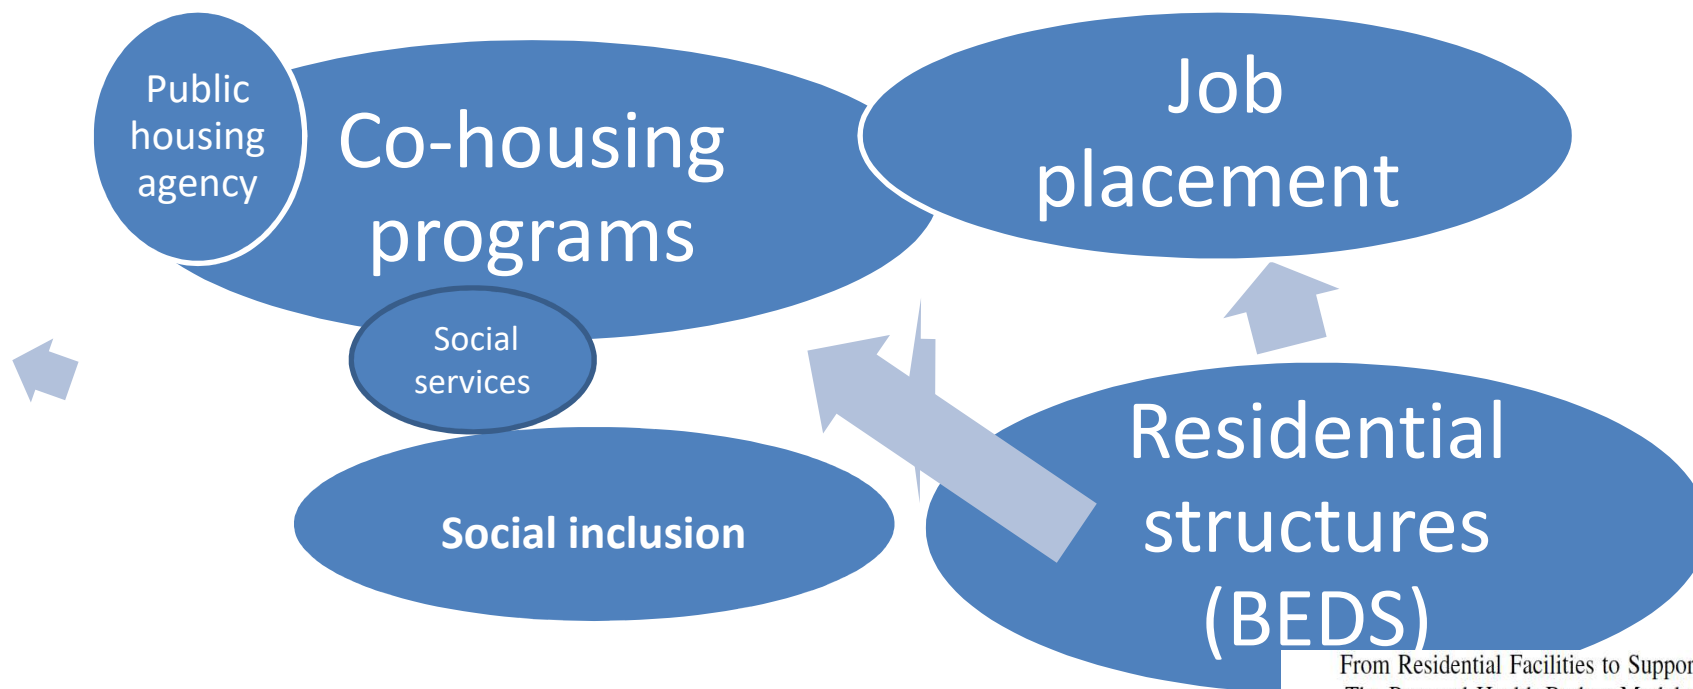 Public
housing
agency
Co-housing
programs
Job
placement
Social
services
Social inclusion
Residential
structures
(BEDS)
From Residential Facilities to